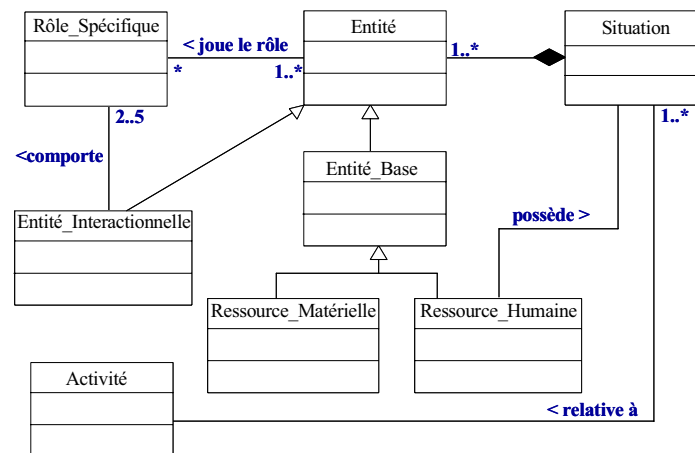 Rôle_Spécifique
Entité
Situation
< joue le rôle
*
1..*
1..*
1..*
2..5
<comporte
Entité_Base
Entité_Interactionnelle
possède >
Ressource_Matérielle
Ressource_Humaine
Activité
< relative à